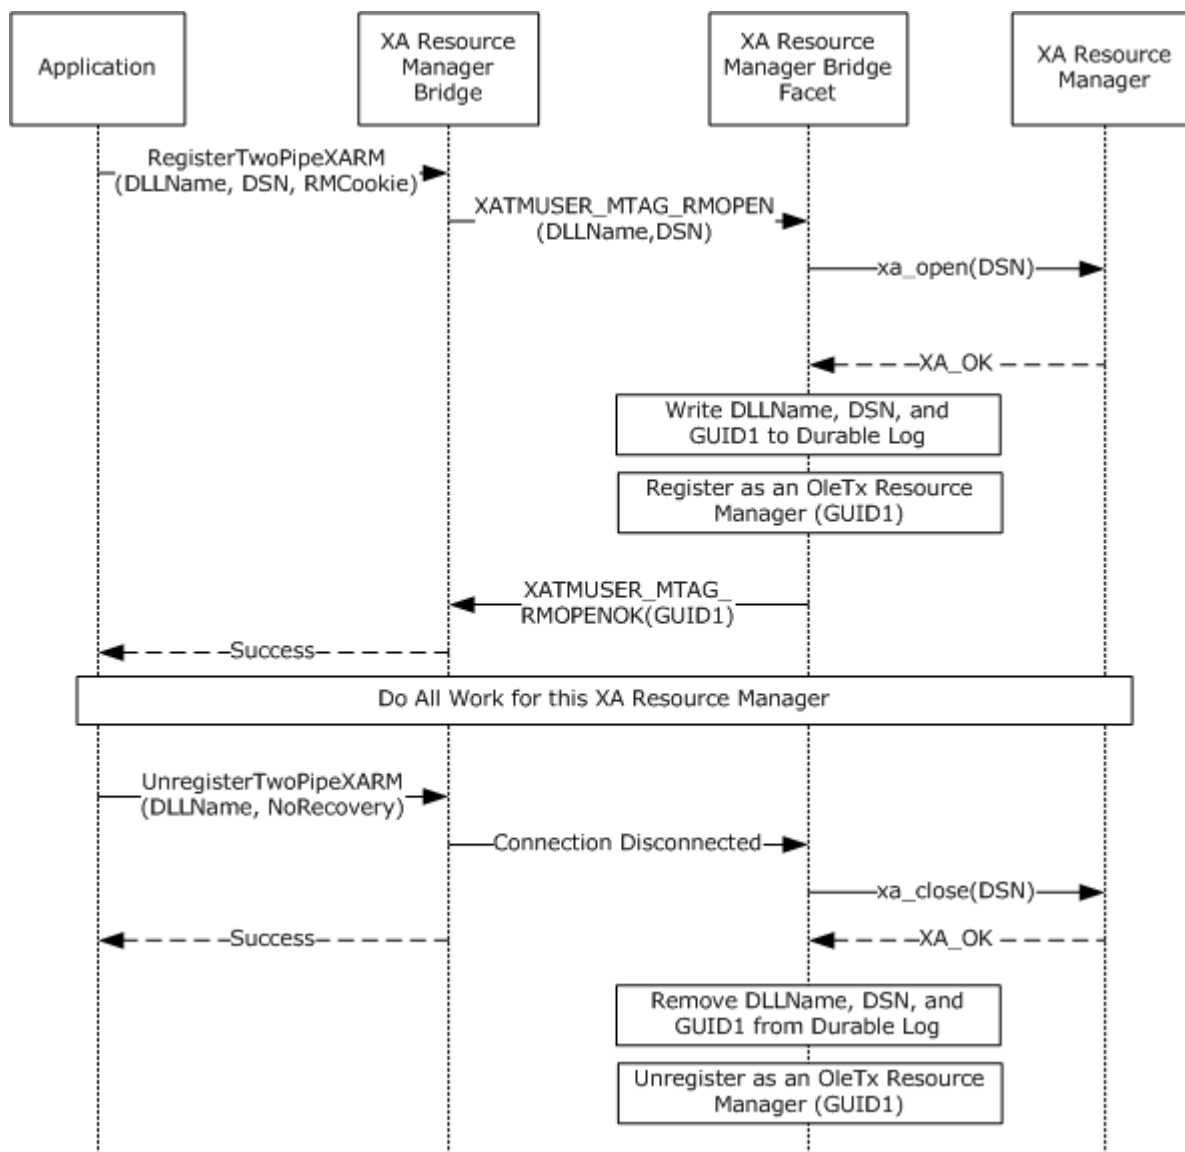 Application
XA Resource
Manager
Bridge
XA Resource
Manager Bridge
Facet
XA Resource
Manager
RegisterTwoPipeXARM
(DLLName, DSN, RMCookie)
XATMUSER_MTAG_RMOPEN
(DLLName,DSN)
xa_open(DSN)
XA_OK
Write DLLName, DSN, and
GUID1 to Durable Log
Register as an OleTx Resource
Manager (GUID1)
XATMUSER_MTAG_
RMOPENOK(GUID1)
Success
Do All Work for this XA Resource Manager
UnregisterTwoPipeXARM
(DLLName, NoRecovery)
Connection Disconnected
xa_close(DSN)
Success
XA_OK
Remove DLLName, DSN, and
GUID1 from Durable Log
Unregister as an OleTx Resource
Manager (GUID1)